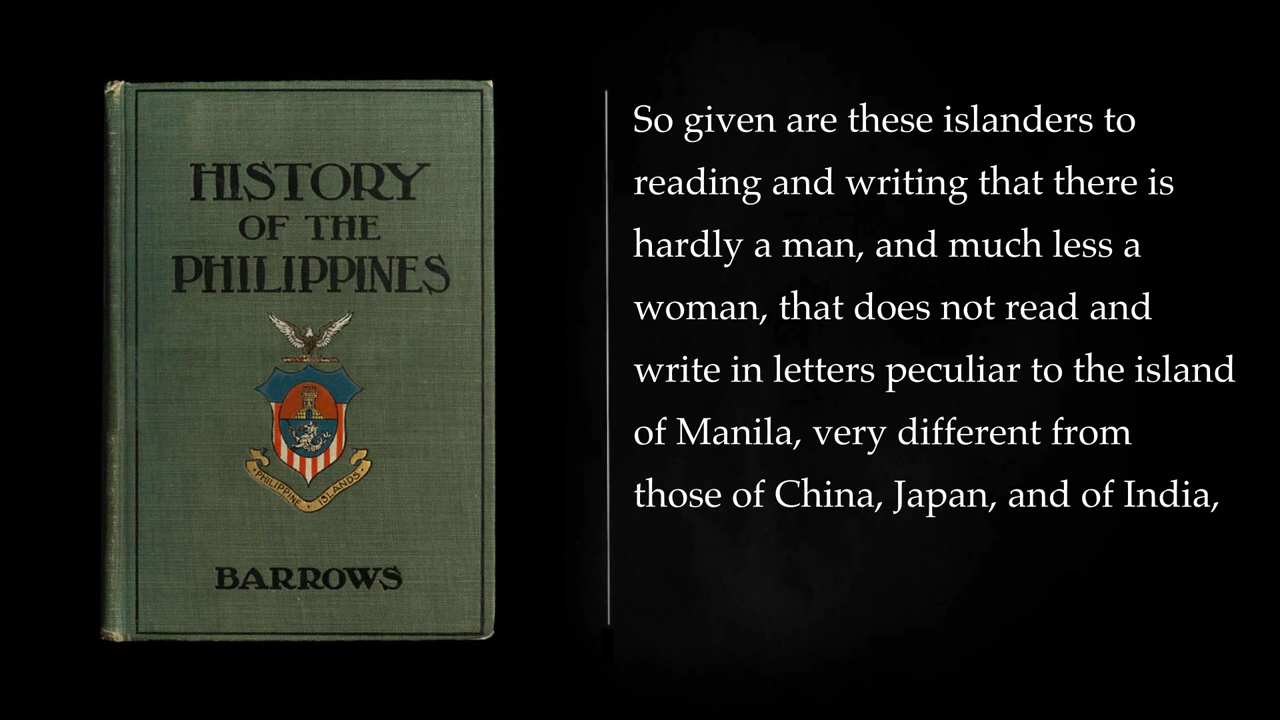 HISTORY
OF THE
PHILIPPINES
PHILIPPINE ISLANDS
BARROWS
So given are these islanders to
reading and writing that there is
hardly a man, and much less a
woman, that does not read and
write in letters peculiar to the island
of Manila, very different from
those of China, Japan, and of India,